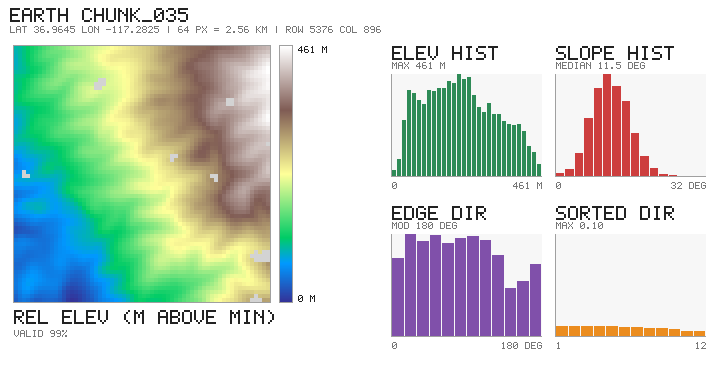 EARTH CHUNK_035
LAT 36.9645 LON -117.2825 | 64 PX = 2.56 KM | ROW 5376 COL 896
461 M
0 M
REL ELEV (M ABOVE MIN)
VALID 99%
ELEV HIST
MAX 461 M
0 461 M
SLOPE HIST
MEDIAN 11.5 DEG
0 32 DEG
EDGE DIR
MOD 180 DEG
0 180 DEG
SORTED DIR
MAX 0.10
1 12